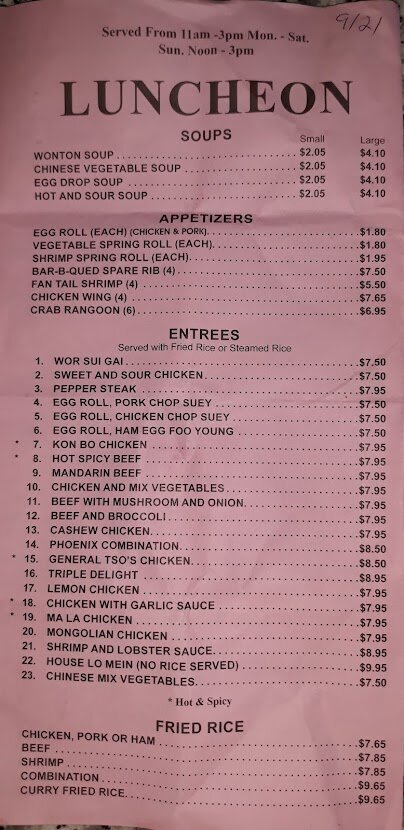 9/21
Served From 11am -3pm Mon. - Sat.
Sun. Noon - 3pm
LUNCHEON
SOUPS Small Large
WONTON SOUP $2.05 $4.10
CHINESE VEGETABLE SOUP $2.05 $4.10
EGG DROP SOUP $2.05 $4.10
HOT AND SOUR SOUP $2.05 $4.10
APPETIZERS
EGG ROLL (EACH) (CHICKEN & PORK) $1.80
VEGETABLE SPRING ROLL (EACH) $1.80
SHRIMP SPRING ROLL (EACH) $1.95
BAR-B-QUED SPARE RIB (4) $7.50
FAN TAIL SHRIMP (4) $5.50
CHICKEN WING (4) $7.65
CRAB RANGOON (6) $6.95
ENTREES
Served with Fried Rice or Steamed Rice
1. WOR SUI GAI $7.50
2. SWEET AND SOUR CHICKEN $7.50
3. PEPPER STEAK $7.95
4. EGG ROLL, PORK CHOP SUEY $7.50
5. EGG ROLL, CHICKEN CHOP SUEY $7.50
6. EGG ROLL, HAM EGG FOO YOUNG $7.50
* 7. KON BO CHICKEN $7.95
* 8. HOT SPICY BEEF $7.95
9. MANDARIN BEEF $7.95
10. CHICKEN AND MIX VEGETABLES $7.95
11. BEEF WITH MUSHROOM AND ONION $7.95
12. BEEF AND BROCCOLI $7.95
13. CASHEW CHICKEN $7.95
14. PHOENIX COMBINATION $8.50
* 15. GENERAL TSO'S CHICKEN $8.50
16. TRIPLE DELIGHT $8.95
17. LEMON CHICKEN $7.95
* 18. CHICKEN WITH GARLIC SAUCE $7.95
* 19. MA LA CHICKEN $7.95
20. MONGOLIAN CHICKEN $7.95
21. SHRIMP AND LOBSTER SAUCE $8.95
22. HOUSE LO MEIN (NO RICE SERVED) $9.95
23. CHINESE MIX VEGETABLES $7.50
* Hot & Spicy
FRIED RICE
CHICKEN, PORK OR HAM $7.65
BEEF $7.85
SHRIMP $7.85
COMBINATION $9.65
CURRY FRIED RICE $9.65